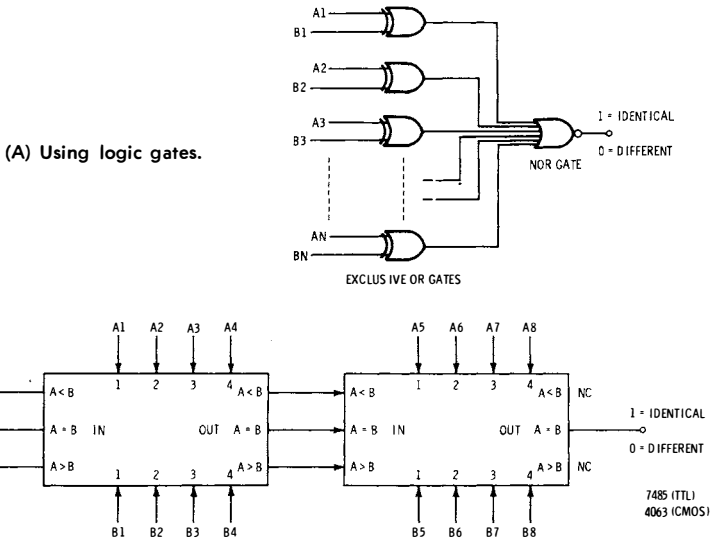 A1
B1
A2
B2
A3
B3
AN
BN
(A) Using logic gates.
1 = IDENTICAL
0 = DIFFERENT
NOR GATE
EXCLUSIVE OR GATES
A1 A2 A3 A4
A5 A6 A7 A8
A < B 1 2 3 4 A < B
A < B 1 2 3 4 A < B NC
A = B IN OUT A = B
A = B IN OUT A = B
1 = IDENTICAL
0 = DIFFERENT
A > B 1 2 3 4 A > B
A > B 1 2 3 4 A > B NC
B1 B2 B3 B4
B5 B6 B7 B8
7485 (TTL)
4063 (CMOS)